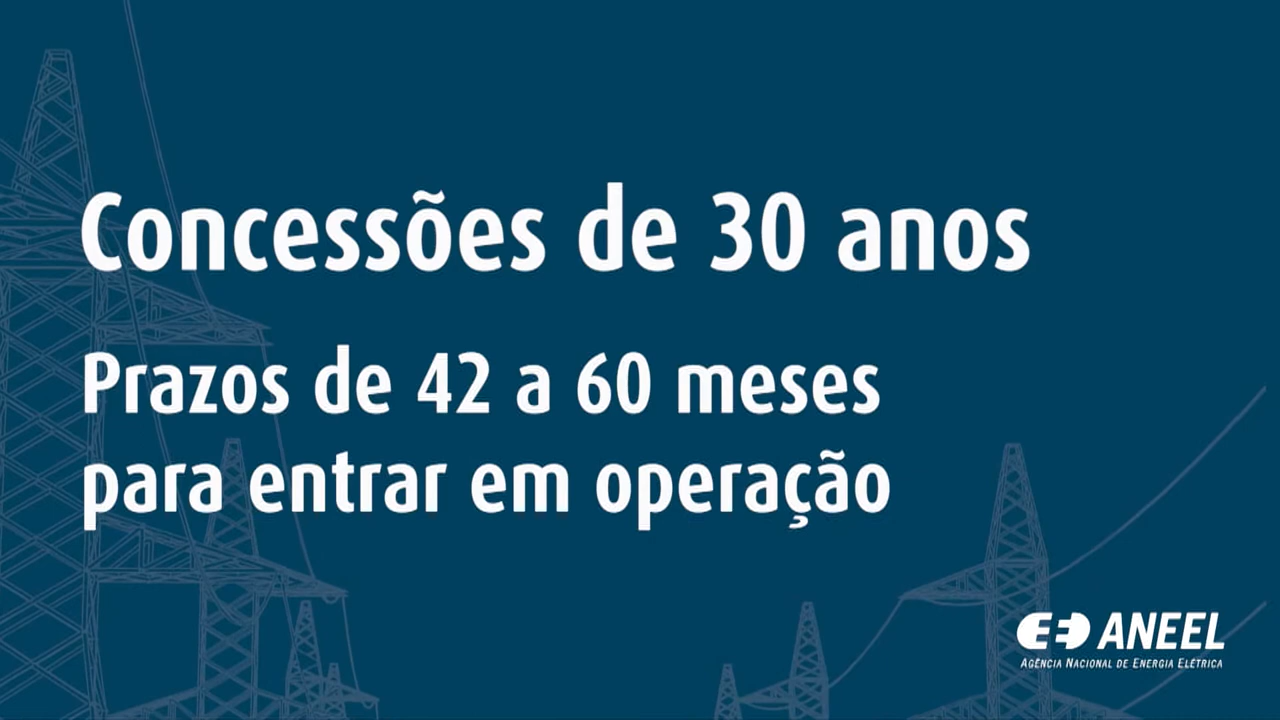 Concessões de 30 anos
Prazos de 42 a 60 meses
para entrar em operação
ANEEL
Agência Nacional de Energia Elétrica